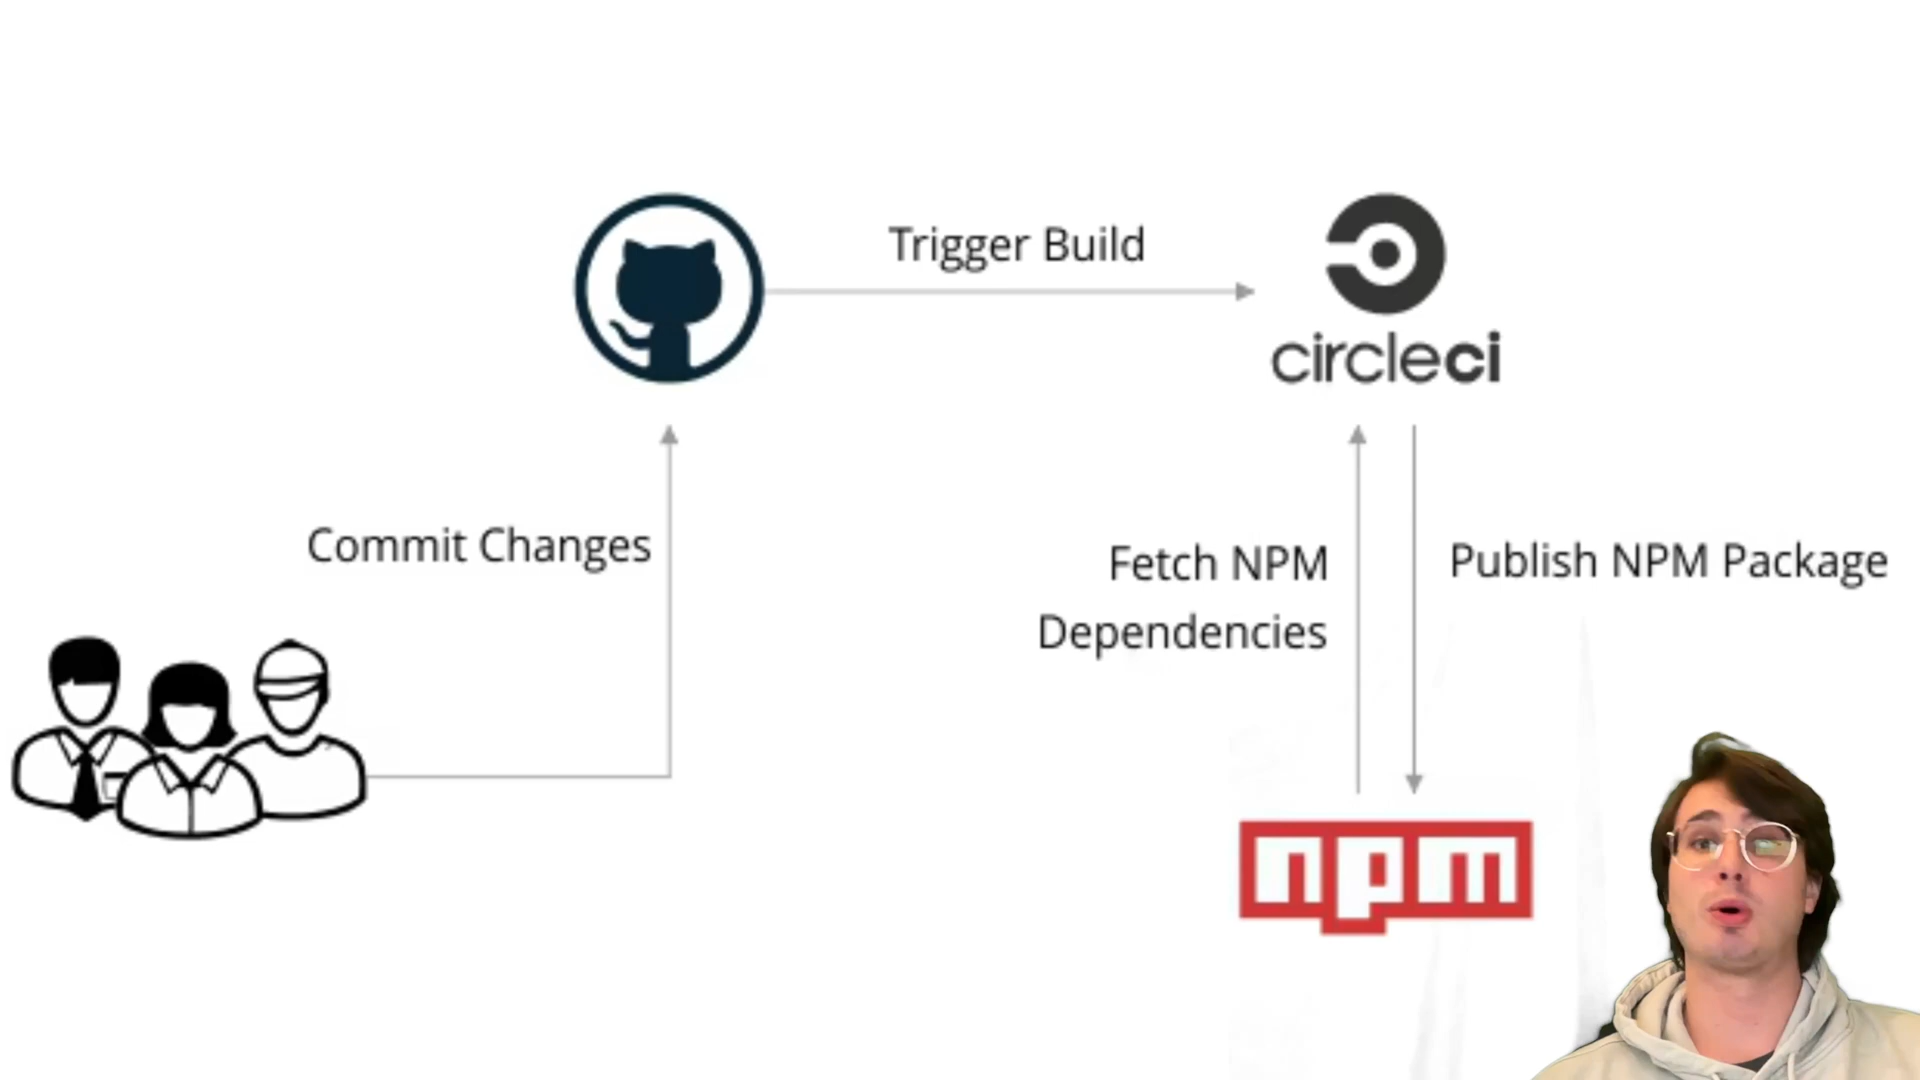 Trigger Build
circleci
Commit Changes
Fetch NPM
Dependencies
Publish NPM Package
npm